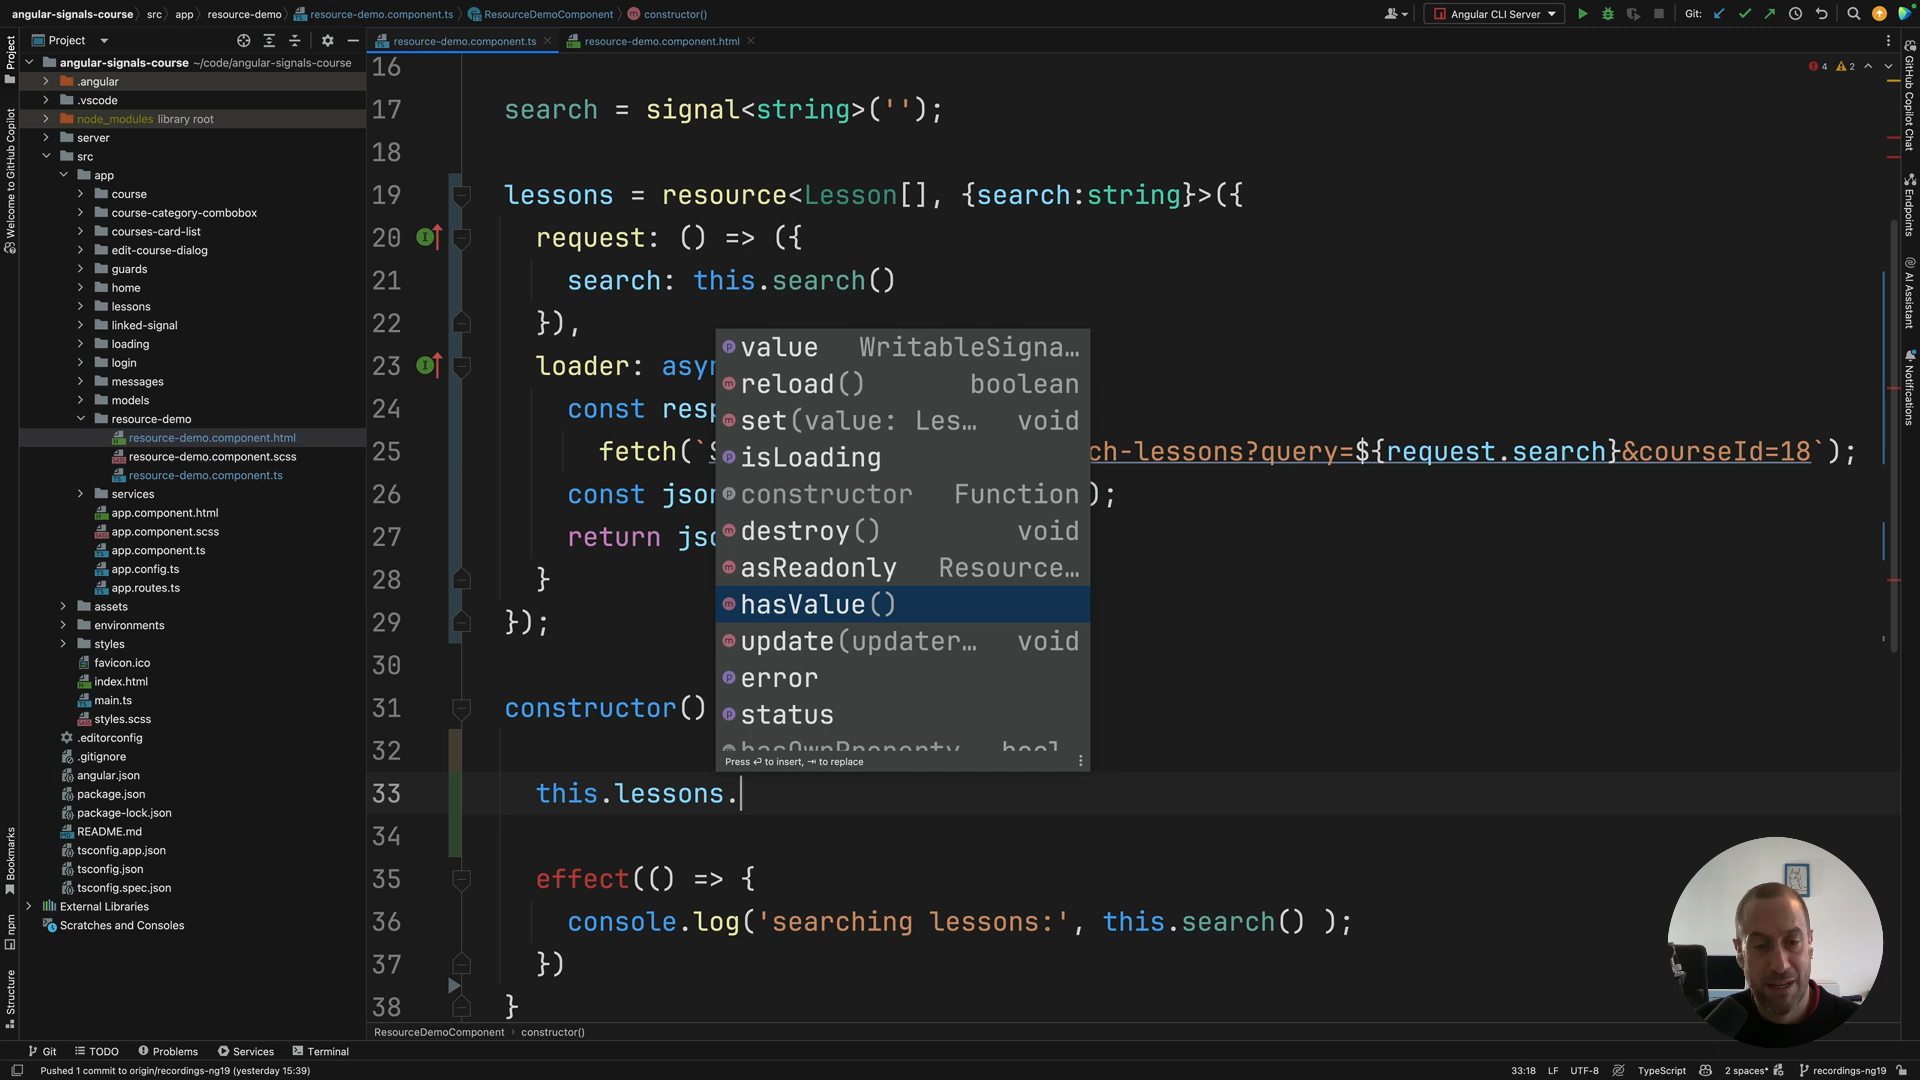 angular-signals-course
src
app
resource-demo
resource-demo.component.ts
ResourceDemoComponent
constructor()
Angular CLI Server
Git:
Project
resource-demo.component.ts
resource-demo.component.html
angular-signals-course ~/code/angular-signals-course
.angular
.vscode
node_modules library root
server
src
app
course
course-category-combobox
courses-card-list
edit-course-dialog
guards
home
lessons
linked-signal
loading
login
messages
models
resource-demo
resource-demo.component.html
resource-demo.component.scss
resource-demo.component.ts
services
app.component.html
app.component.scss
app.component.ts
app.config.ts
app.routes.ts
assets
environments
styles
favicon.ico
index.html
main.ts
styles.scss
.editorconfig
.gitignore
angular.json
package.json
package-lock.json
README.md
tsconfig.app.json
tsconfig.json
tsconfig.spec.json
External Libraries
Scratches and Consoles
Project
Welcome to GitHub Copilot
Bookmarks
npm
Structure
4 2
16
17 search = signal<string>('');
18
19 lessons = resource<Lesson[], {search:string}>({
20 request: () => ({
21 search: this.search()
22 }),
23 loader: asyn
24 const resp
25 fetch(`$ ch-lessons?query=${request.search}&courseId=18`);
26 const json );
27 return jso
28 }
29 });
30
31 constructor()
32
33 this.lessons.
34
35 effect(() => {
36 console.log('searching lessons:', this.search() );
37 })
38 }
value WritableSigna…
reload() boolean
set(value: Les… void
isLoading
constructor Function
destroy() void
asReadonly Resource…
hasValue()
update(updater… void
error
status
hasOwnProperty bool
Press ⏎ to insert, ⇥ to replace
GitHub Copilot Chat
Endpoints
AI Assistant
Notifications
ResourceDemoComponent
constructor()
Git
TODO
Problems
Services
Terminal
Pushed 1 commit to origin/recordings-ng19 (yesterday 15:39)
33:18
LF
UTF-8
TypeScript
2 spaces*
recordings-ng19